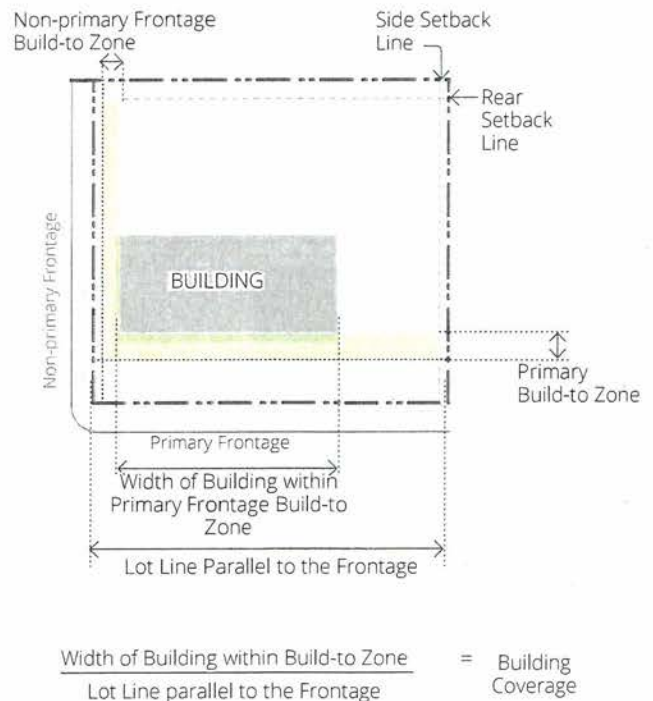 Non-primary Frontage
Build-to Zone
Side Setback
Line
Rear
Setback
Line
Non-primary Frontage
BUILDING
Primary
Build-to Zone
Primary Frontage
Width of Building within
Primary Frontage Build-to
Zone
Lot Line Parallel to the Frontage
Width of Building within Build-to Zone
Lot Line parallel to the Frontage
= Building
Coverage